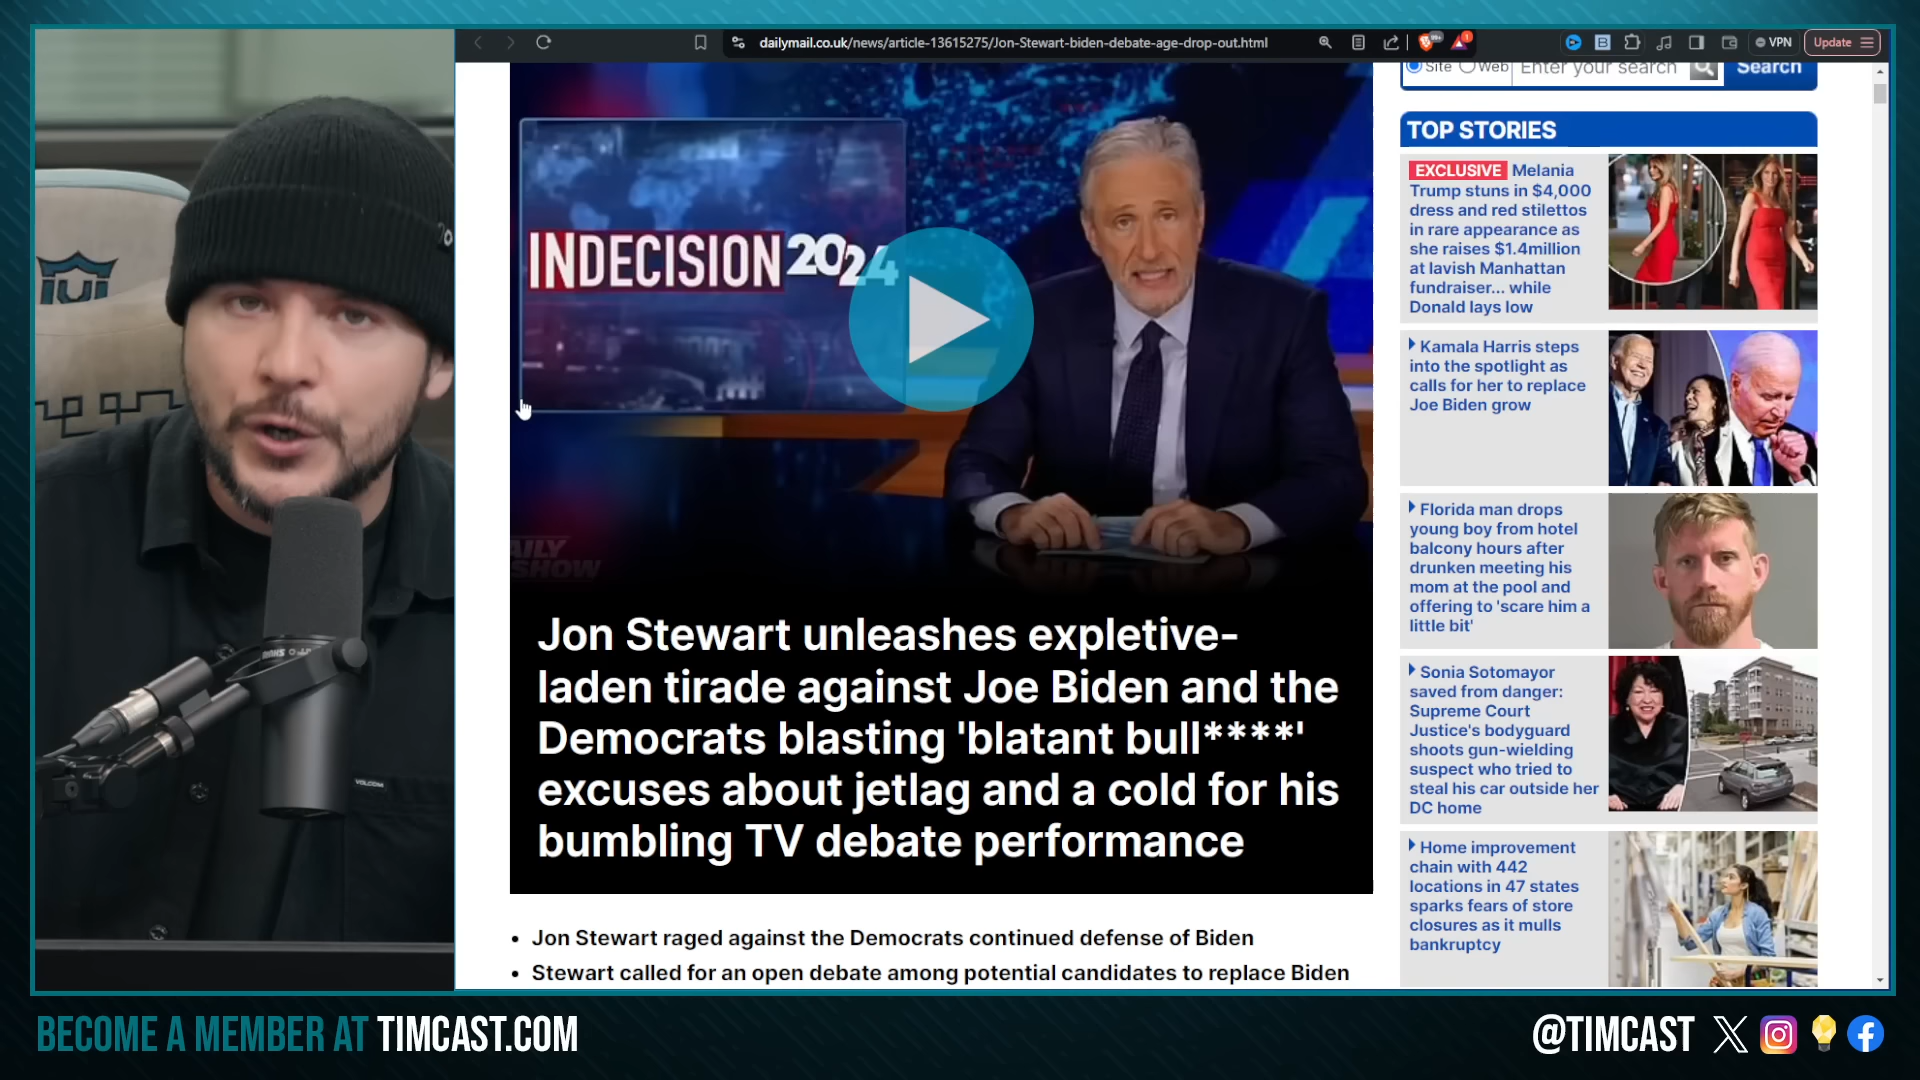 dailymail.co.uk/news/article-13615275/Jon-Stewart-biden-debate-age-drop-out.html
99+
1
VPN
Update
Site
Web
Enter your search
Search
INDECISION 2024
DAILY
SHOW
Jon Stewart unleashes expletive-
laden tirade against Joe Biden and the
Democrats blasting 'blatant bull****'
excuses about jetlag and a cold for his
bumbling TV debate performance
• Jon Stewart raged against the Democrats continued defense of Biden
• Stewart called for an open debate among potential candidates to replace Biden
TOP STORIES
EXCLUSIVE Melania
Trump stuns in $4,000
dress and red stilettos
in rare appearance as
she raises $1.4million
at lavish Manhattan
fundraiser... while
Donald lays low
Kamala Harris steps
into the spotlight as
calls for her to replace
Joe Biden grow
Florida man drops
young boy from hotel
balcony hours after
drunken meeting his
mom at the pool and
offering to 'scare him a
little bit'
Sonia Sotomayor
saved from danger:
Supreme Court
Justice's bodyguard
shoots gun-wielding
suspect who tried to
steal his car outside her
DC home
Home improvement
chain with 442
locations in 47 states
sparks fears of store
closures as it mulls
bankruptcy
VOLCOM
BECOME A MEMBER AT TIMCAST.COM
@TIMCAST